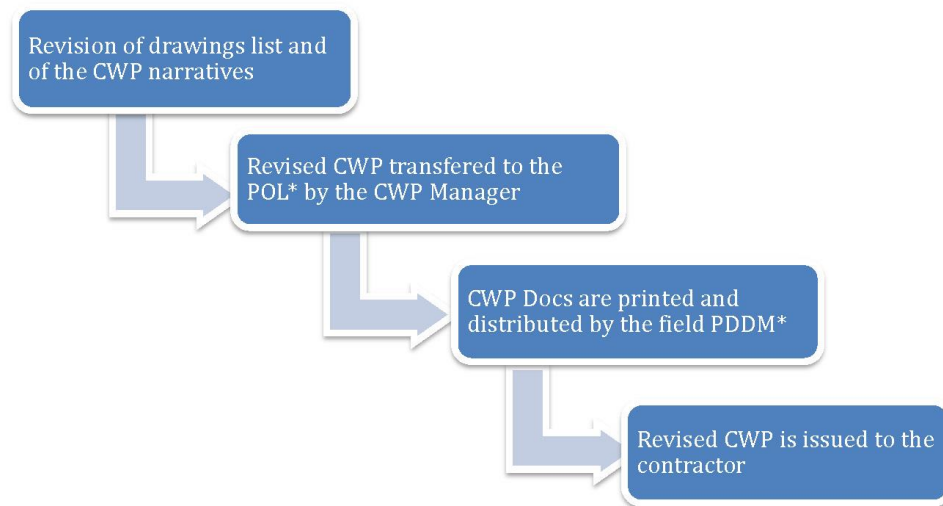 Revision of drawings list and
of the CWP narratives
Revised CWP transfered to the
POL* by the CWP Manager
CWP Docs are printed and
distributed by the field PDDM*
Revised CWP is issued to the
contractor